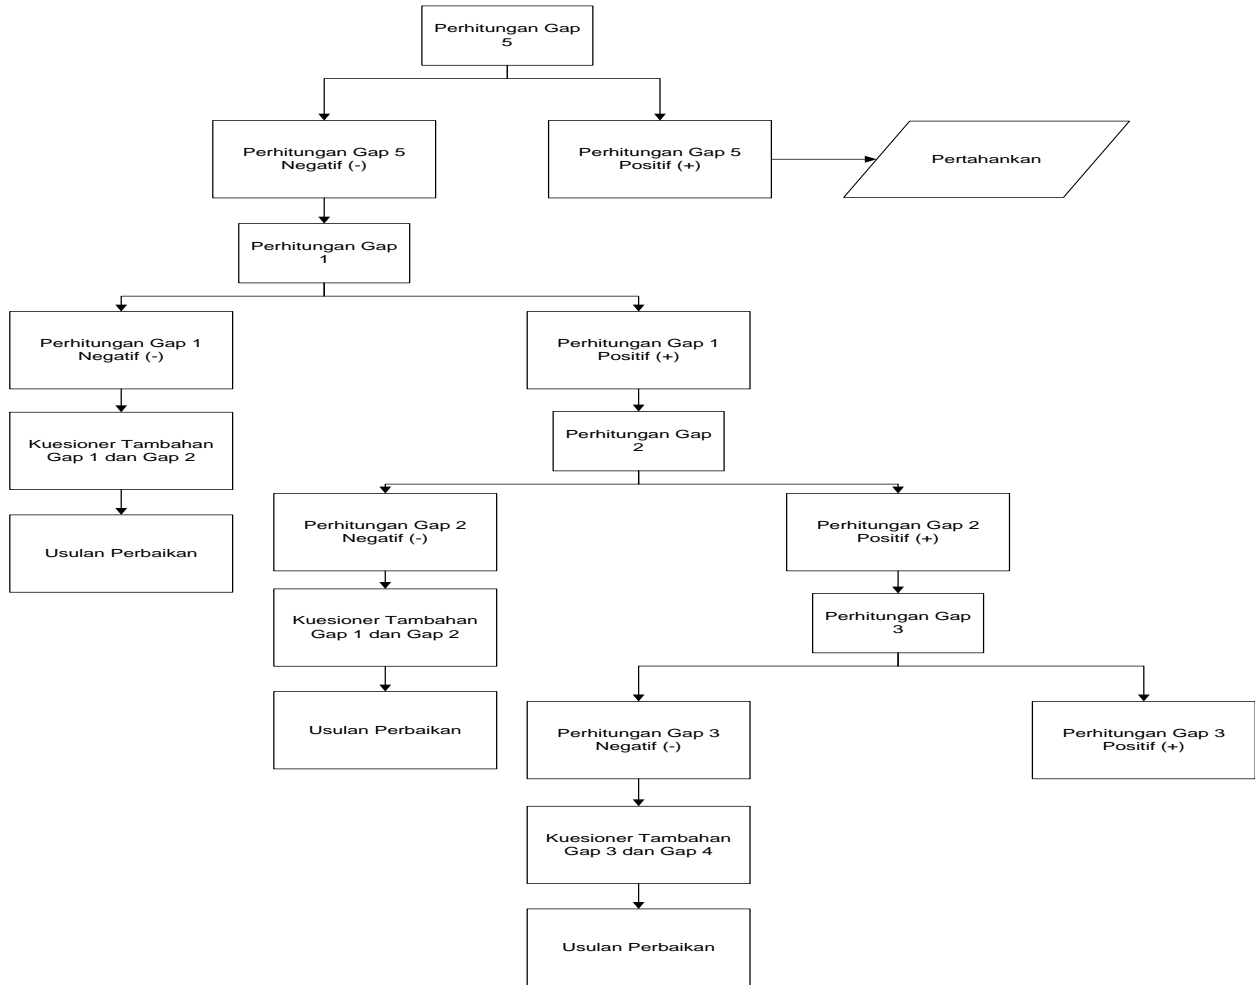 Perhitungan Gap
5
Perhitungan Gap 5
Negatif (-)
Perhitungan Gap 5
Positif (+)
Pertahankan
Perhitungan Gap
1
Perhitungan Gap 1
Negatif (-)
Perhitungan Gap 1
Positif (+)
Kuesioner Tambahan
Gap 1 dan Gap 2
Perhitungan Gap
2
Usulan Perbaikan
Perhitungan Gap 2
Negatif (-)
Perhitungan Gap 2
Positif (+)
Kuesioner Tambahan
Gap 1 dan Gap 2
Perhitungan Gap
3
Usulan Perbaikan
Perhitungan Gap 3
Negatif (-)
Perhitungan Gap 3
Positif (+)
Kuesioner Tambahan
Gap 3 dan Gap 4
Usulan Perbaikan